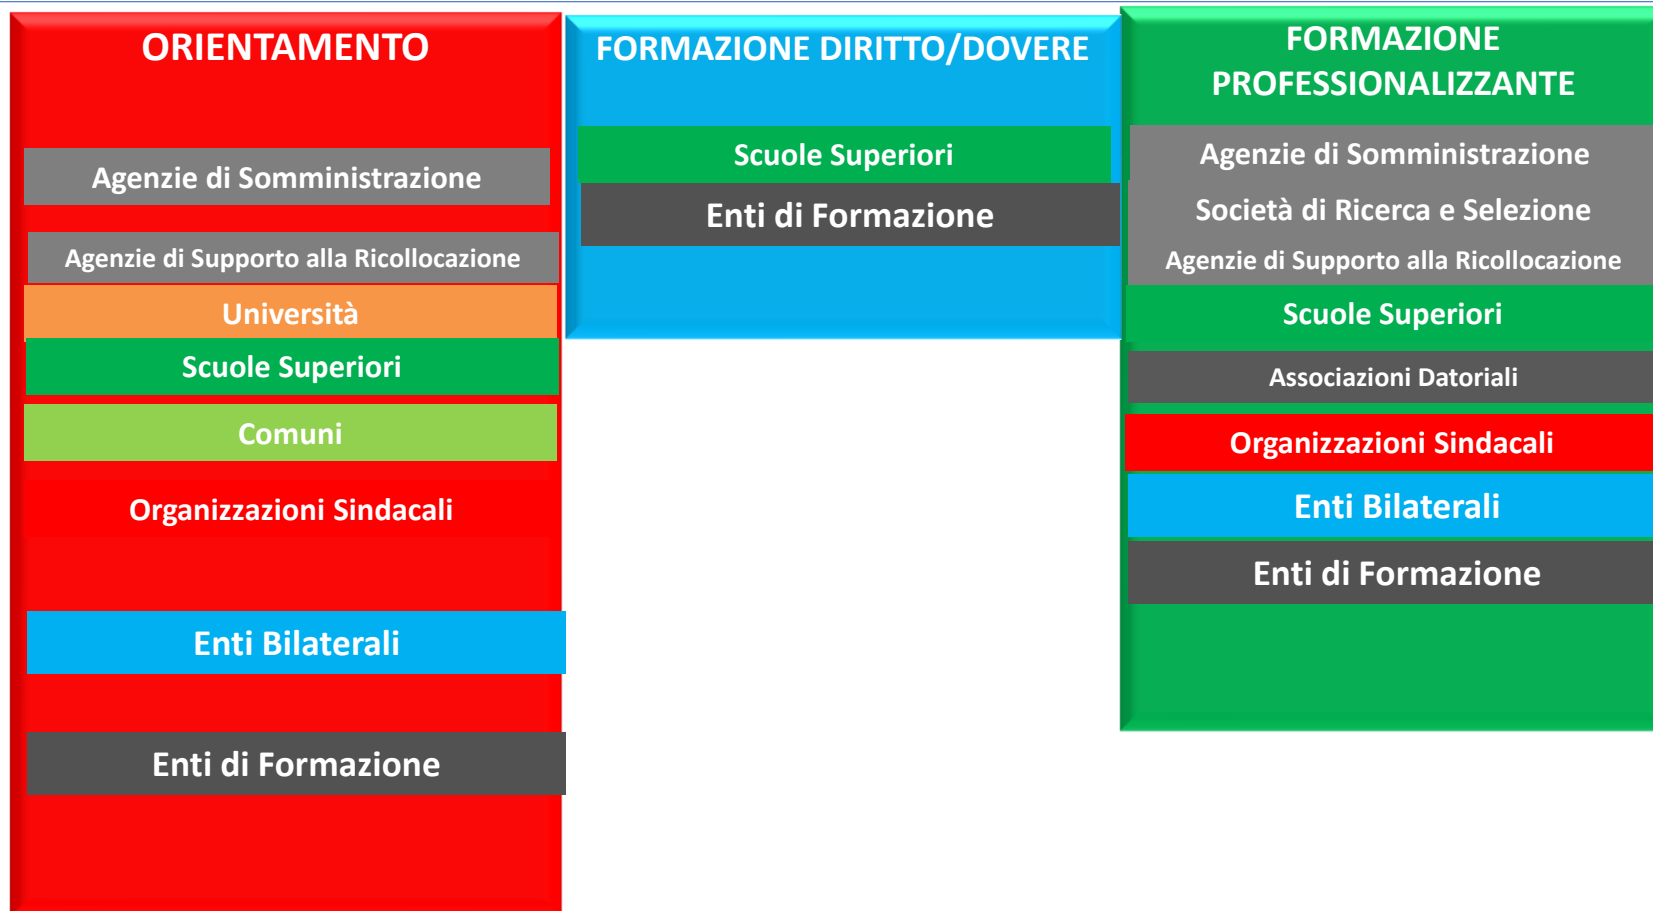 ORIENTAMENTO
Agenzie di Somministrazione
Agenzie di Supporto alla Ricollocazione
Università
Scuole Superiori
Comuni
Organizzazioni Sindacali
Enti Bilaterali
Enti di Formazione
FORMAZIONE DIRITTO/DOVERE
Scuole Superiori
Enti di Formazione
FORMAZIONE
PROFESSIONALIZZANTE
Agenzie di Somministrazione
Società di Ricerca e Selezione
Agenzie di Supporto alla Ricollocazione
Scuole Superiori
Associazioni Datoriali
Organizzazioni Sindacali
Enti Bilaterali
Enti di Formazione